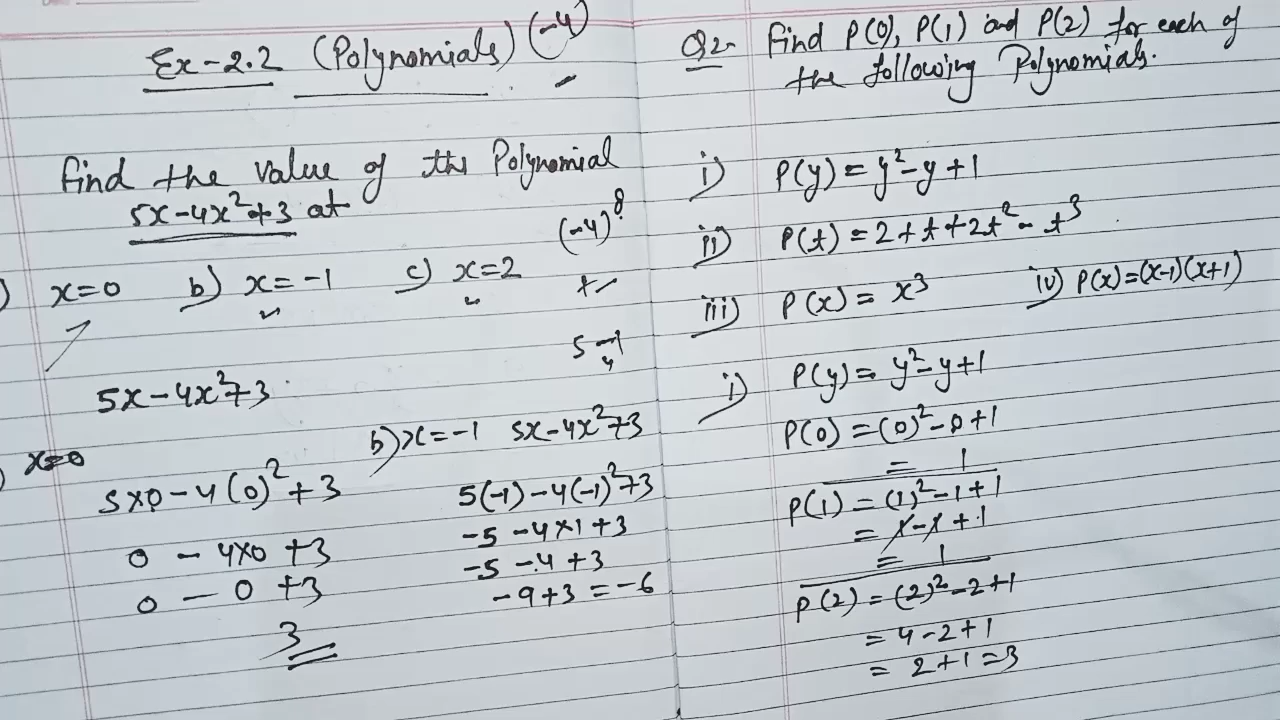 Ex-2.2 (Polynomials) (-4)
find the value of the Polynomial
5x-4x²+3 at
(-4)⁸
) x=0 b) x=-1 c) x=2
+
5-1
4
5x-4x²+3
) x=0
5x0-4(0)²+3
0-4x0+3
0-0+3
3
b) x=-1 5x-4x²+3
5(-1)-4(-1)²+3
-5-4x1+3
-5-4+3
-9+3=-6
Q2- find P(0), P(1) and P(2) for each of
the following Polynomials.
i) P(y)=y²-y+1
ii) P(t)=2+t+2t²-t³
iii) P(x)=x³ iv) P(x)=(x-1)(x+1)
i) P(y)=y²-y+1
P(0)=(0)²-0+1
= 1
P(1)=(1)²-1+1
=1-1+1
= 1
P(2)=(2)²-2+1
=4-2+1
=2+1=3